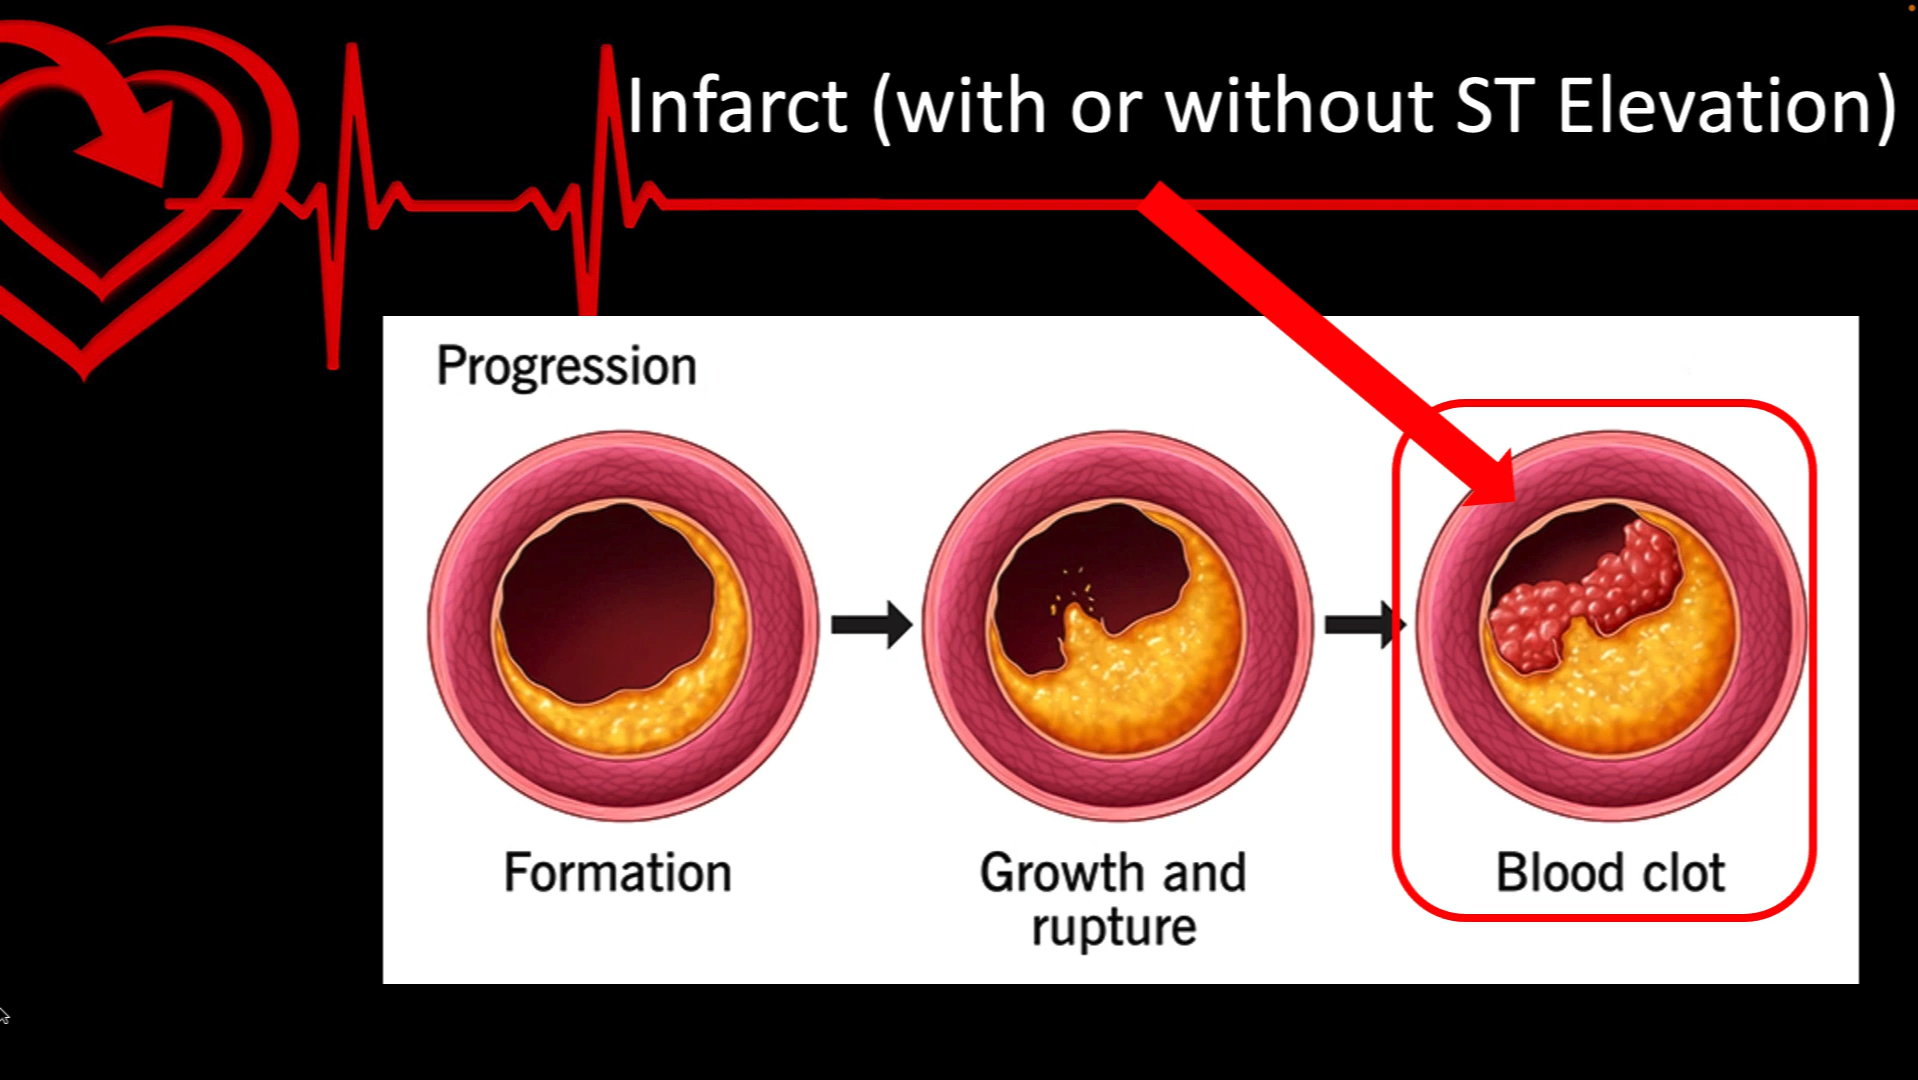 Infarct (with or without ST Elevation)
Progression
Formation
Growth and
rupture
Blood clot